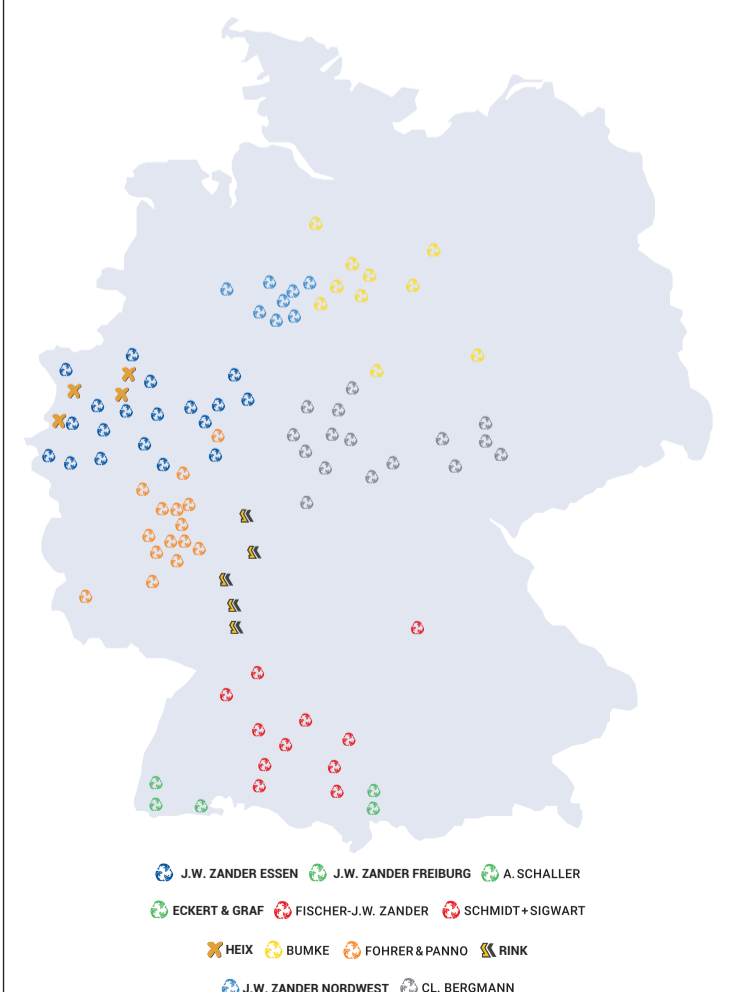 J.W. ZANDER ESSEN J.W. ZANDER FREIBURG A. SCHALLER
ECKERT & GRAF FISCHER-J.W. ZANDER SCHMIDT+SIGWART
HEIX BUMKE FOHRER & PANNO RINK
J.W. ZANDER NORDWEST CL. BERGMANN